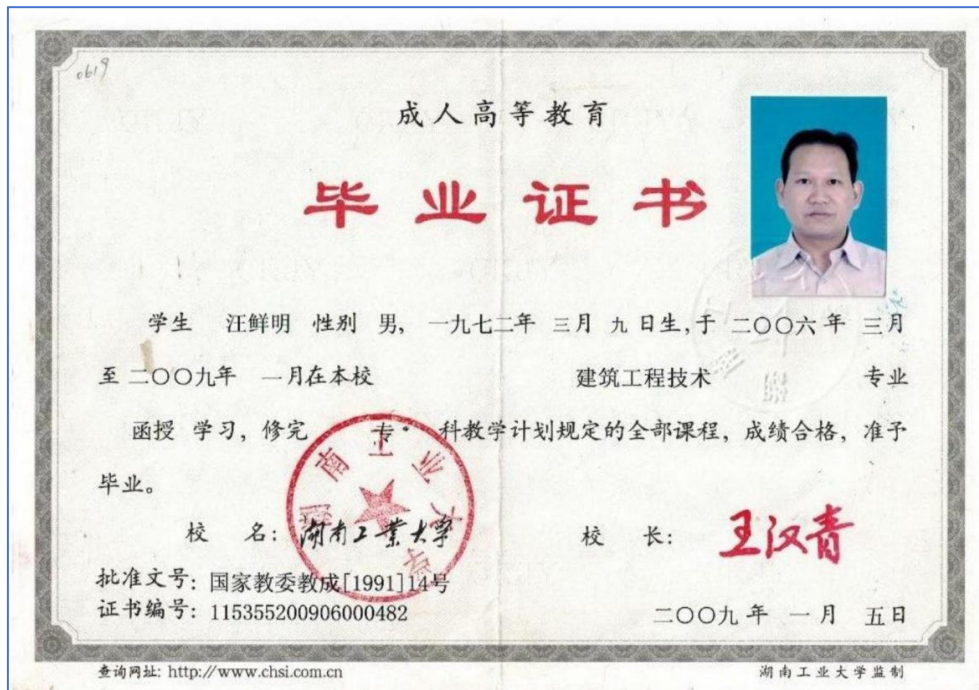 0619
成人高等教育
毕业证书
学生 汪鲜明 性别 男, 一九七二年 三月 九日生,于 二〇〇六年 三月
至二〇〇九年 一月在本校 建筑工程技术 专业
函授 学习,修完 专 科教学计划规定的全部课程,成绩合格,准予
毕业。
校 名: 湖南工业大学 校 长: 王汉青
批准文号: 国家教委教成[1991]14号
证书编号: 115355200906000482 二〇〇九年 一月 五日
查询网址: http://www.chsi.com.cn 湖南工业大学监制